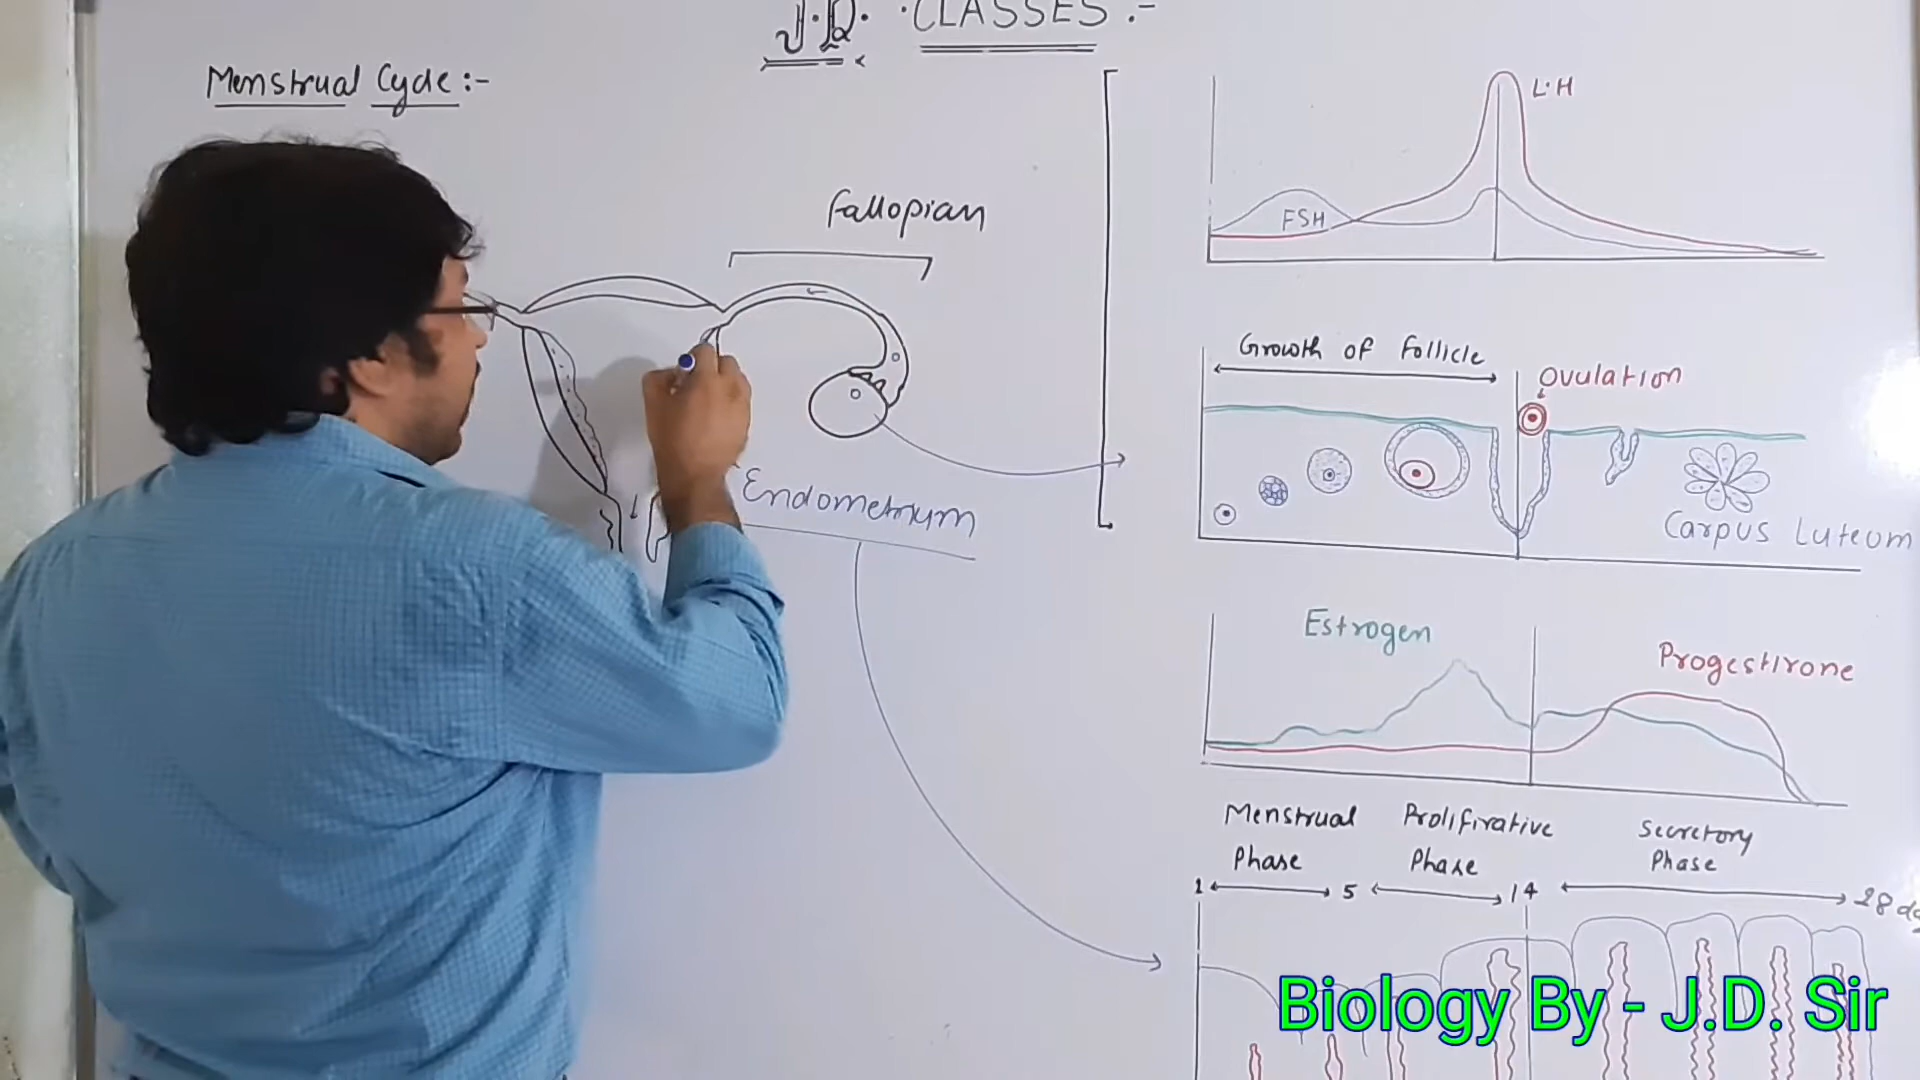 J.D. CLASSES :-
Menstrual Cycle :-
Fallopian
Endometrium
L.H
FSH
Growth of follicle
Ovulation
Carpus Luteum
Estrogen
Progestirone
Menstrual Phase
Prolifirative Phase
Secretory Phase
1 5 14 28 da
Biology By - J.D. Sir